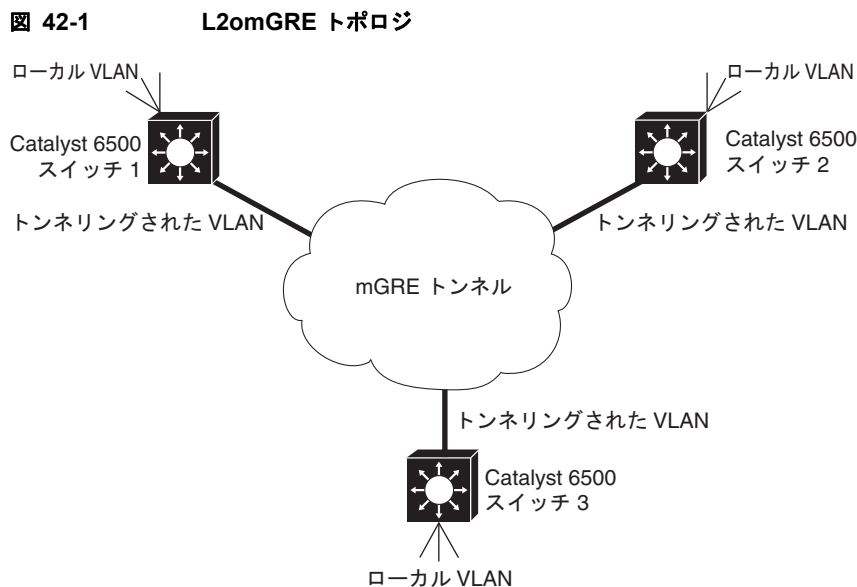 図 42-1 L2omGRE トポロジ
ローカル VLAN
ローカル VLAN
Catalyst 6500
スイッチ 1
Catalyst 6500
スイッチ 2
トンネリングされた VLAN
トンネリングされた VLAN
mGRE トンネル
トンネリングされた VLAN
Catalyst 6500
スイッチ 3
ローカル VLAN